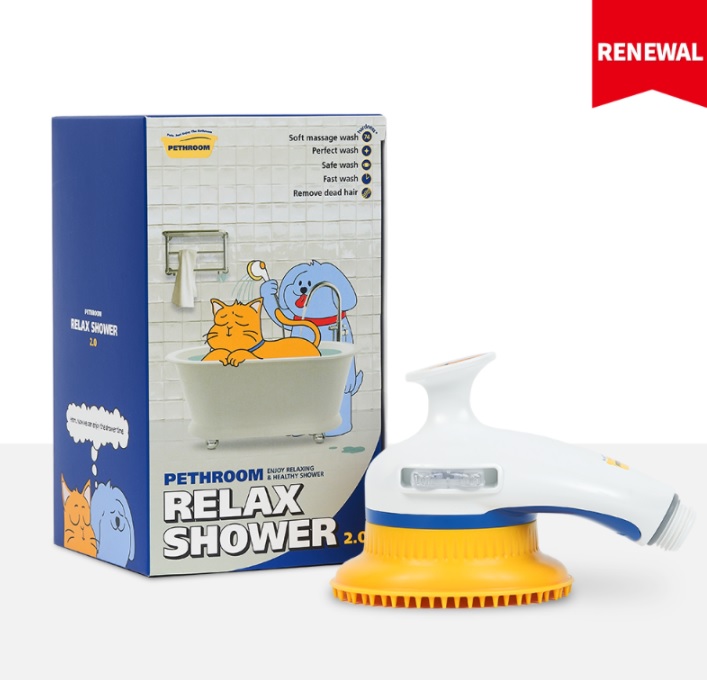 RENEWAL
PETHROOM
Soft massage wash
Perfect wash
Safe wash
Fast wash
Remove dead hair
PETHROOM
RELAX SHOWER
2.0
PETHROOM ENJOY RELAXING
& HEALTHY SHOWER
RELAX
SHOWER 2.0